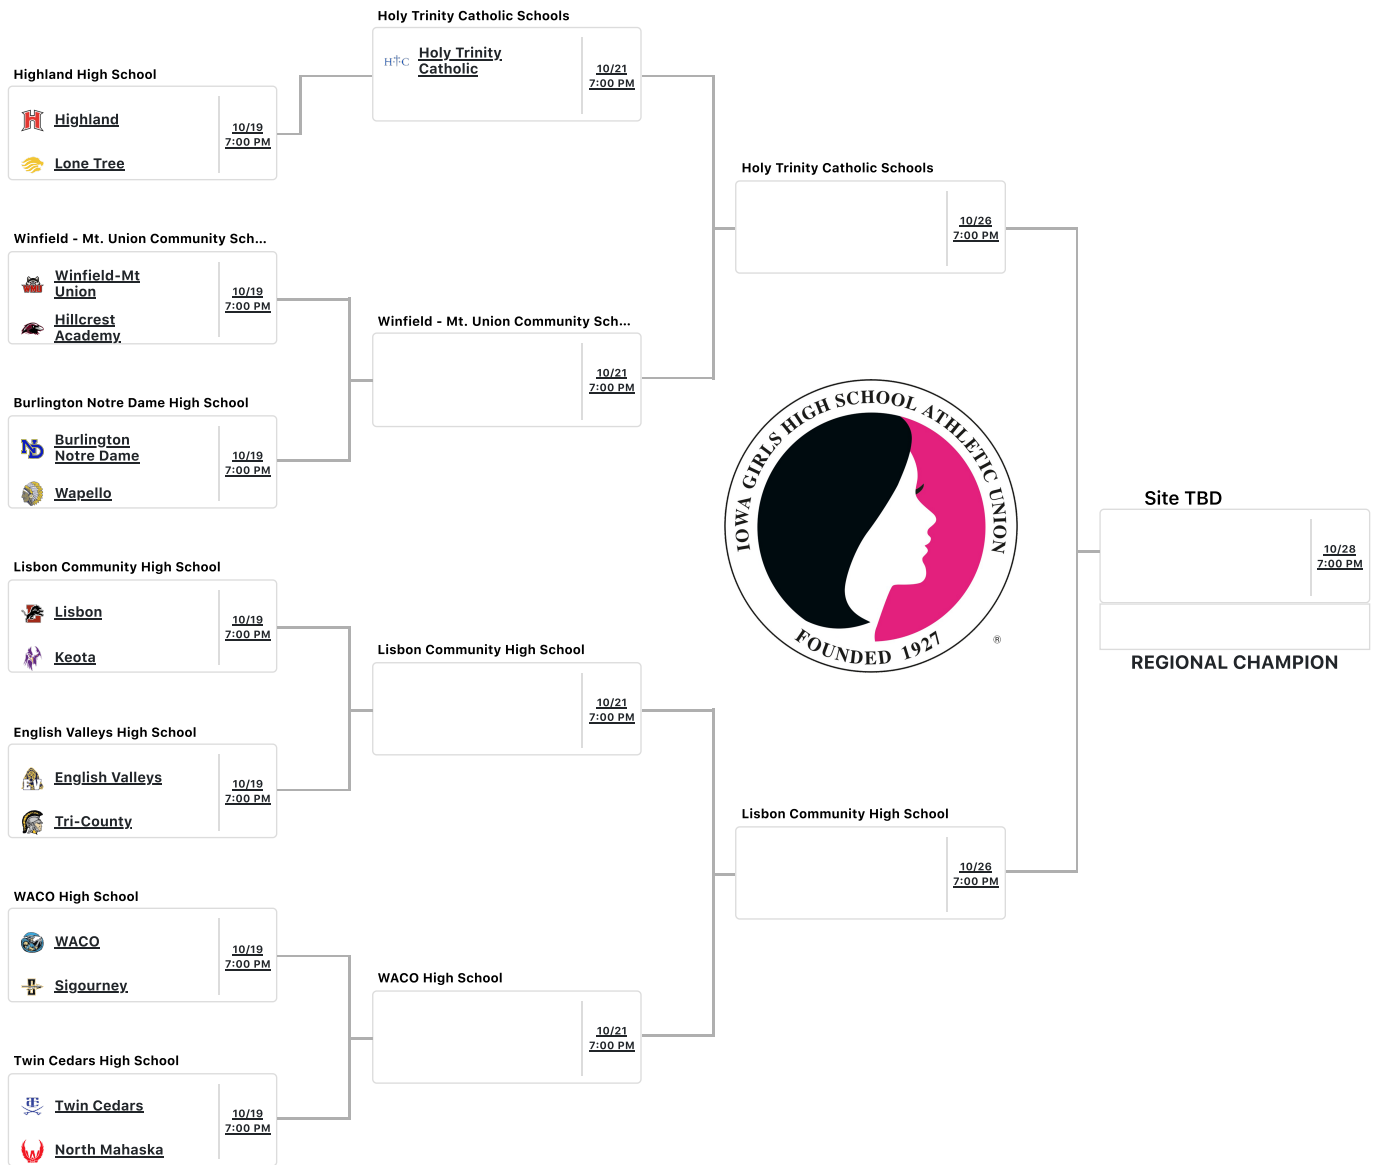 Holy Trinity Catholic Schools
Holy Trinity
Catholic
10/21
7:00 PM
Highland High School
Highland
Lone Tree
10/19
7:00 PM
Holy Trinity Catholic Schools
10/26
7:00 PM
Winfield - Mt. Union Community Sch...
Winfield-Mt
Union
Hillcrest
Academy
10/19
7:00 PM
Winfield - Mt. Union Community Sch...
10/21
7:00 PM
Burlington Notre Dame High School
Burlington
Notre Dame
Wapello
10/19
7:00 PM
IOWA GIRLS HIGH SCHOOL ATHLETIC UNION
FOUNDED 1927
®
Site TBD
10/28
7:00 PM
REGIONAL CHAMPION
Lisbon Community High School
Lisbon
Keota
10/19
7:00 PM
Lisbon Community High School
10/21
7:00 PM
English Valleys High School
English Valleys
Tri-County
10/19
7:00 PM
Lisbon Community High School
10/26
7:00 PM
WACO High School
WACO
Sigourney
10/19
7:00 PM
WACO High School
10/21
7:00 PM
Twin Cedars High School
Twin Cedars
North Mahaska
10/19
7:00 PM